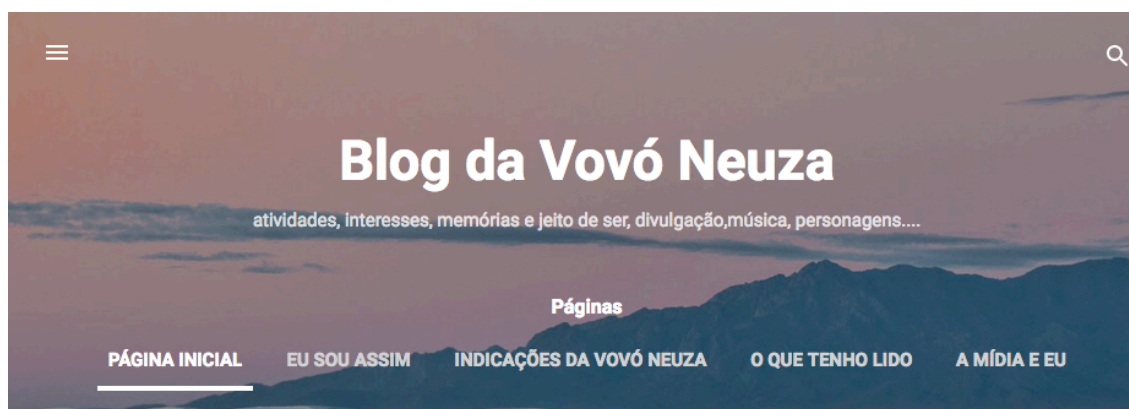 Blog da Vovó Neuza
atividades, interesses, memórias e jeito de ser, divulgação,música, personagens....
Páginas
PÁGINA INICIAL EU SOU ASSIM INDICAÇÕES DA VOVÓ NEUZA O QUE TENHO LIDO A MÍDIA E EU